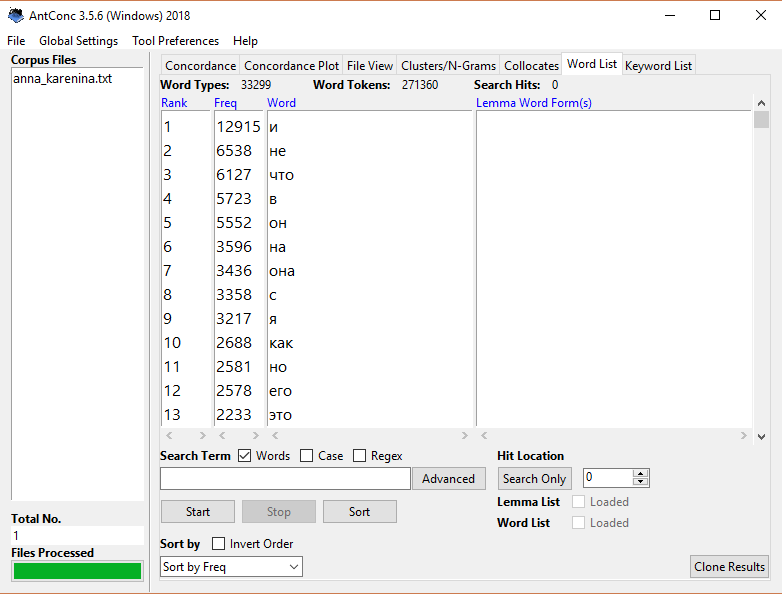 AntConc 3.5.6 (Windows) 2018
File Global Settings Tool Preferences Help
Corpus Files
anna_karenina.txt
Concordance Concordance Plot File View Clusters/N-Grams Collocates Word List Keyword List
Word Types: 33299 Word Tokens: 271360 Search Hits: 0
Rank Freq Word Lemma Word Form(s)
1 12915 и
2 6538 не
3 6127 что
4 5723 в
5 5552 он
6 3596 на
7 3436 она
8 3358 с
9 3217 я
10 2688 как
11 2581 но
12 2578 его
13 2233 это
Search Term Words Case Regex Hit Location
Advanced Search Only 0
Start Stop Sort Lemma List Loaded
Word List Loaded
Total No.
1
Files Processed
Sort by Invert Order
Sort by Freq Clone Results